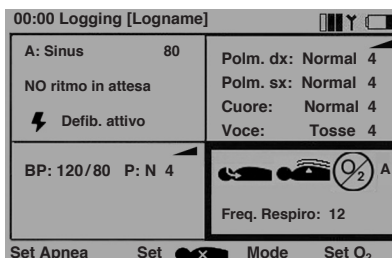 00:00 Logging [Logname]
A: Sinus 80
NO ritmo in attesa
Defib. attivo
Polm. dx: Normal 4
Polm. sx: Normal 4
Cuore: Normal 4
Voce: Tosse 4
BP: 120/80 P: N 4
O2 A
Freq. Respiro: 12
Set Apnea Set X Mode Set O2